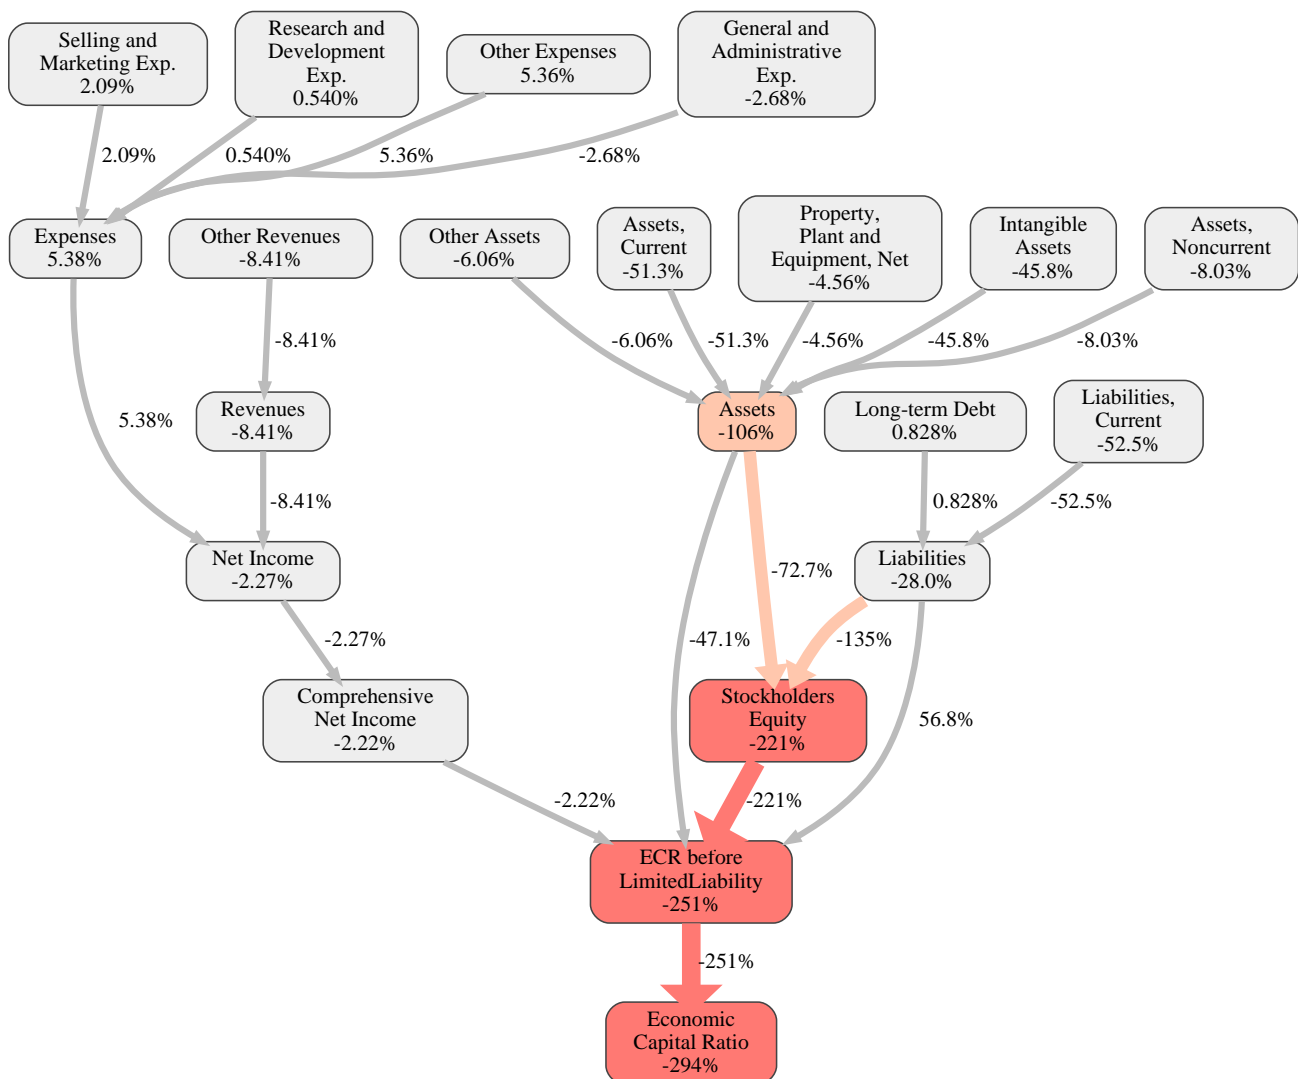 Selling and
Marketing Exp.
2.09%
Research and
Development
Exp.
0.540%
Other Expenses
5.36%
General and
Administrative
Exp.
-2.68%
2.09%
0.540%
5.36%
-2.68%
Expenses
5.38%
Other Revenues
-8.41%
Other Assets
-6.06%
Assets,
Current
-51.3%
Property,
Plant and
Equipment, Net
-4.56%
Intangible
Assets
-45.8%
Assets,
Noncurrent
-8.03%
-8.41%
-6.06%
-51.3%
-4.56%
-45.8%
-8.03%
5.38%
Revenues
-8.41%
Assets
-106%
Long-term Debt
0.828%
Liabilities,
Current
-52.5%
-8.41%
0.828%
-52.5%
Net Income
-2.27%
-72.7%
Liabilities
-28.0%
-2.27%
-47.1%
-135%
Comprehensive
Net Income
-2.22%
Stockholders
Equity
-221%
56.8%
-2.22%
-221%
ECR before
LimitedLiability
-251%
-251%
Economic
Capital Ratio
-294%